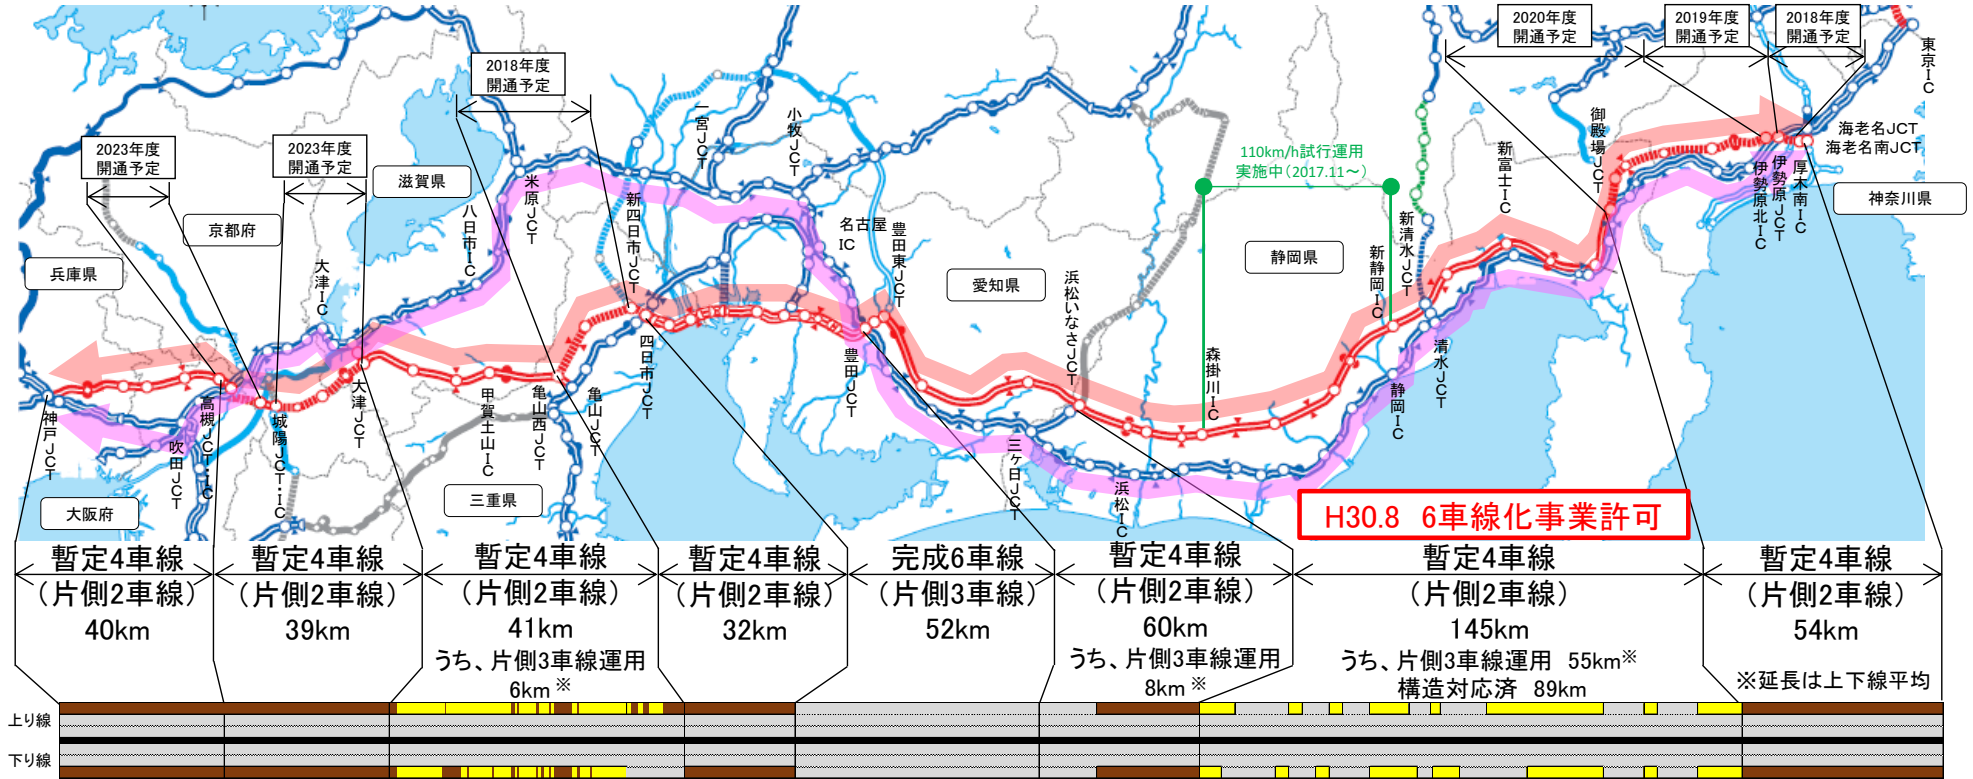 2020年度
開通予定
2019年度
開通予定
2018年度
開通予定
2018年度
開通予定
2023年度
開通予定
2023年度
開通予定
東京IC
海老名JCT
海老名南JCT
厚木南IC
伊勢原JCT
伊勢原北IC
神奈川県
御殿場JCT
新富士IC
110km/h試行運用
実施中(2017.11～)
新清水JCT
新静岡IC
静岡県
清水JCT
静岡IC
森掛川IC
浜松いなさJCT
愛知県
浜松IC
三ヶ日JCT
豊田東JCT
名古屋
IC
豊田JCT
小牧JCT
一宮JCT
新四日市JCT
四日市JCT
米原JCT
八日市IC
滋賀県
亀山JCT
亀山西JCT
甲賀土山IC
三重県
大津IC
大津JCT
京都府
城陽JCT・IC
高槻JCT・IC
吹田JCT
神戸JCT
兵庫県
大阪府
H30.8 6車線化事業許可
暫定4車線
(片側2車線)
40km
暫定4車線
(片側2車線)
39km
暫定4車線
(片側2車線)
41km
うち、片側3車線運用
6km※
暫定4車線
(片側2車線)
32km
完成6車線
(片側3車線)
52km
暫定4車線
(片側2車線)
60km
うち、片側3車線運用
8km※
暫定4車線
(片側2車線)
145km
うち、片側3車線運用 55km※
構造対応済 89km
暫定4車線
(片側2車線)
54km
※延長は上下線平均
上り線
下り線